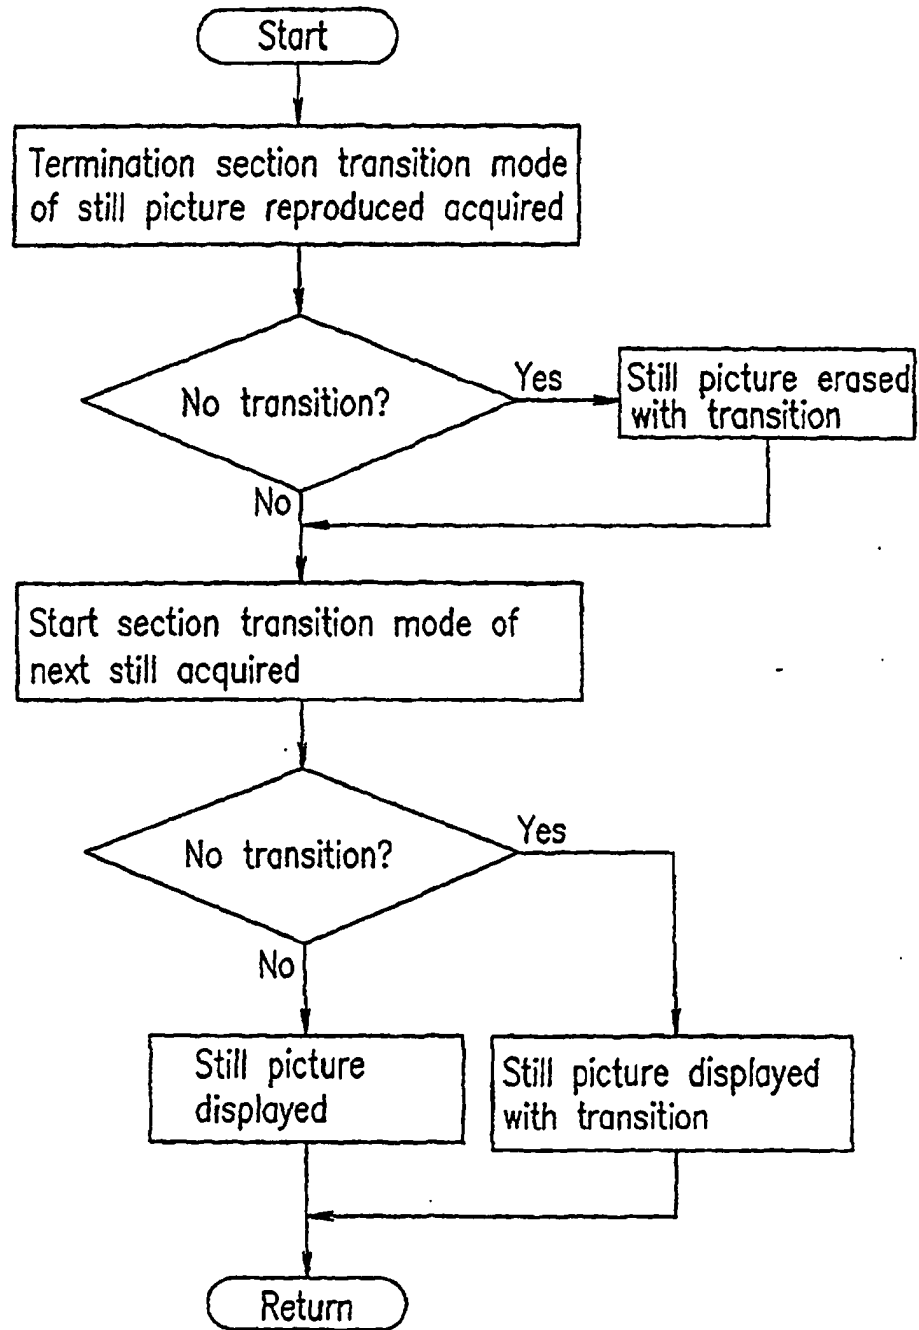 Start
Termination section transition mode
of still picture reproduced acquired
No transition?
Yes
Still picture erased
with transition
No
Start section transition mode of
next still acquired
No transition?
Yes
No
Still picture
displayed
Still picture displayed
with transition
Return